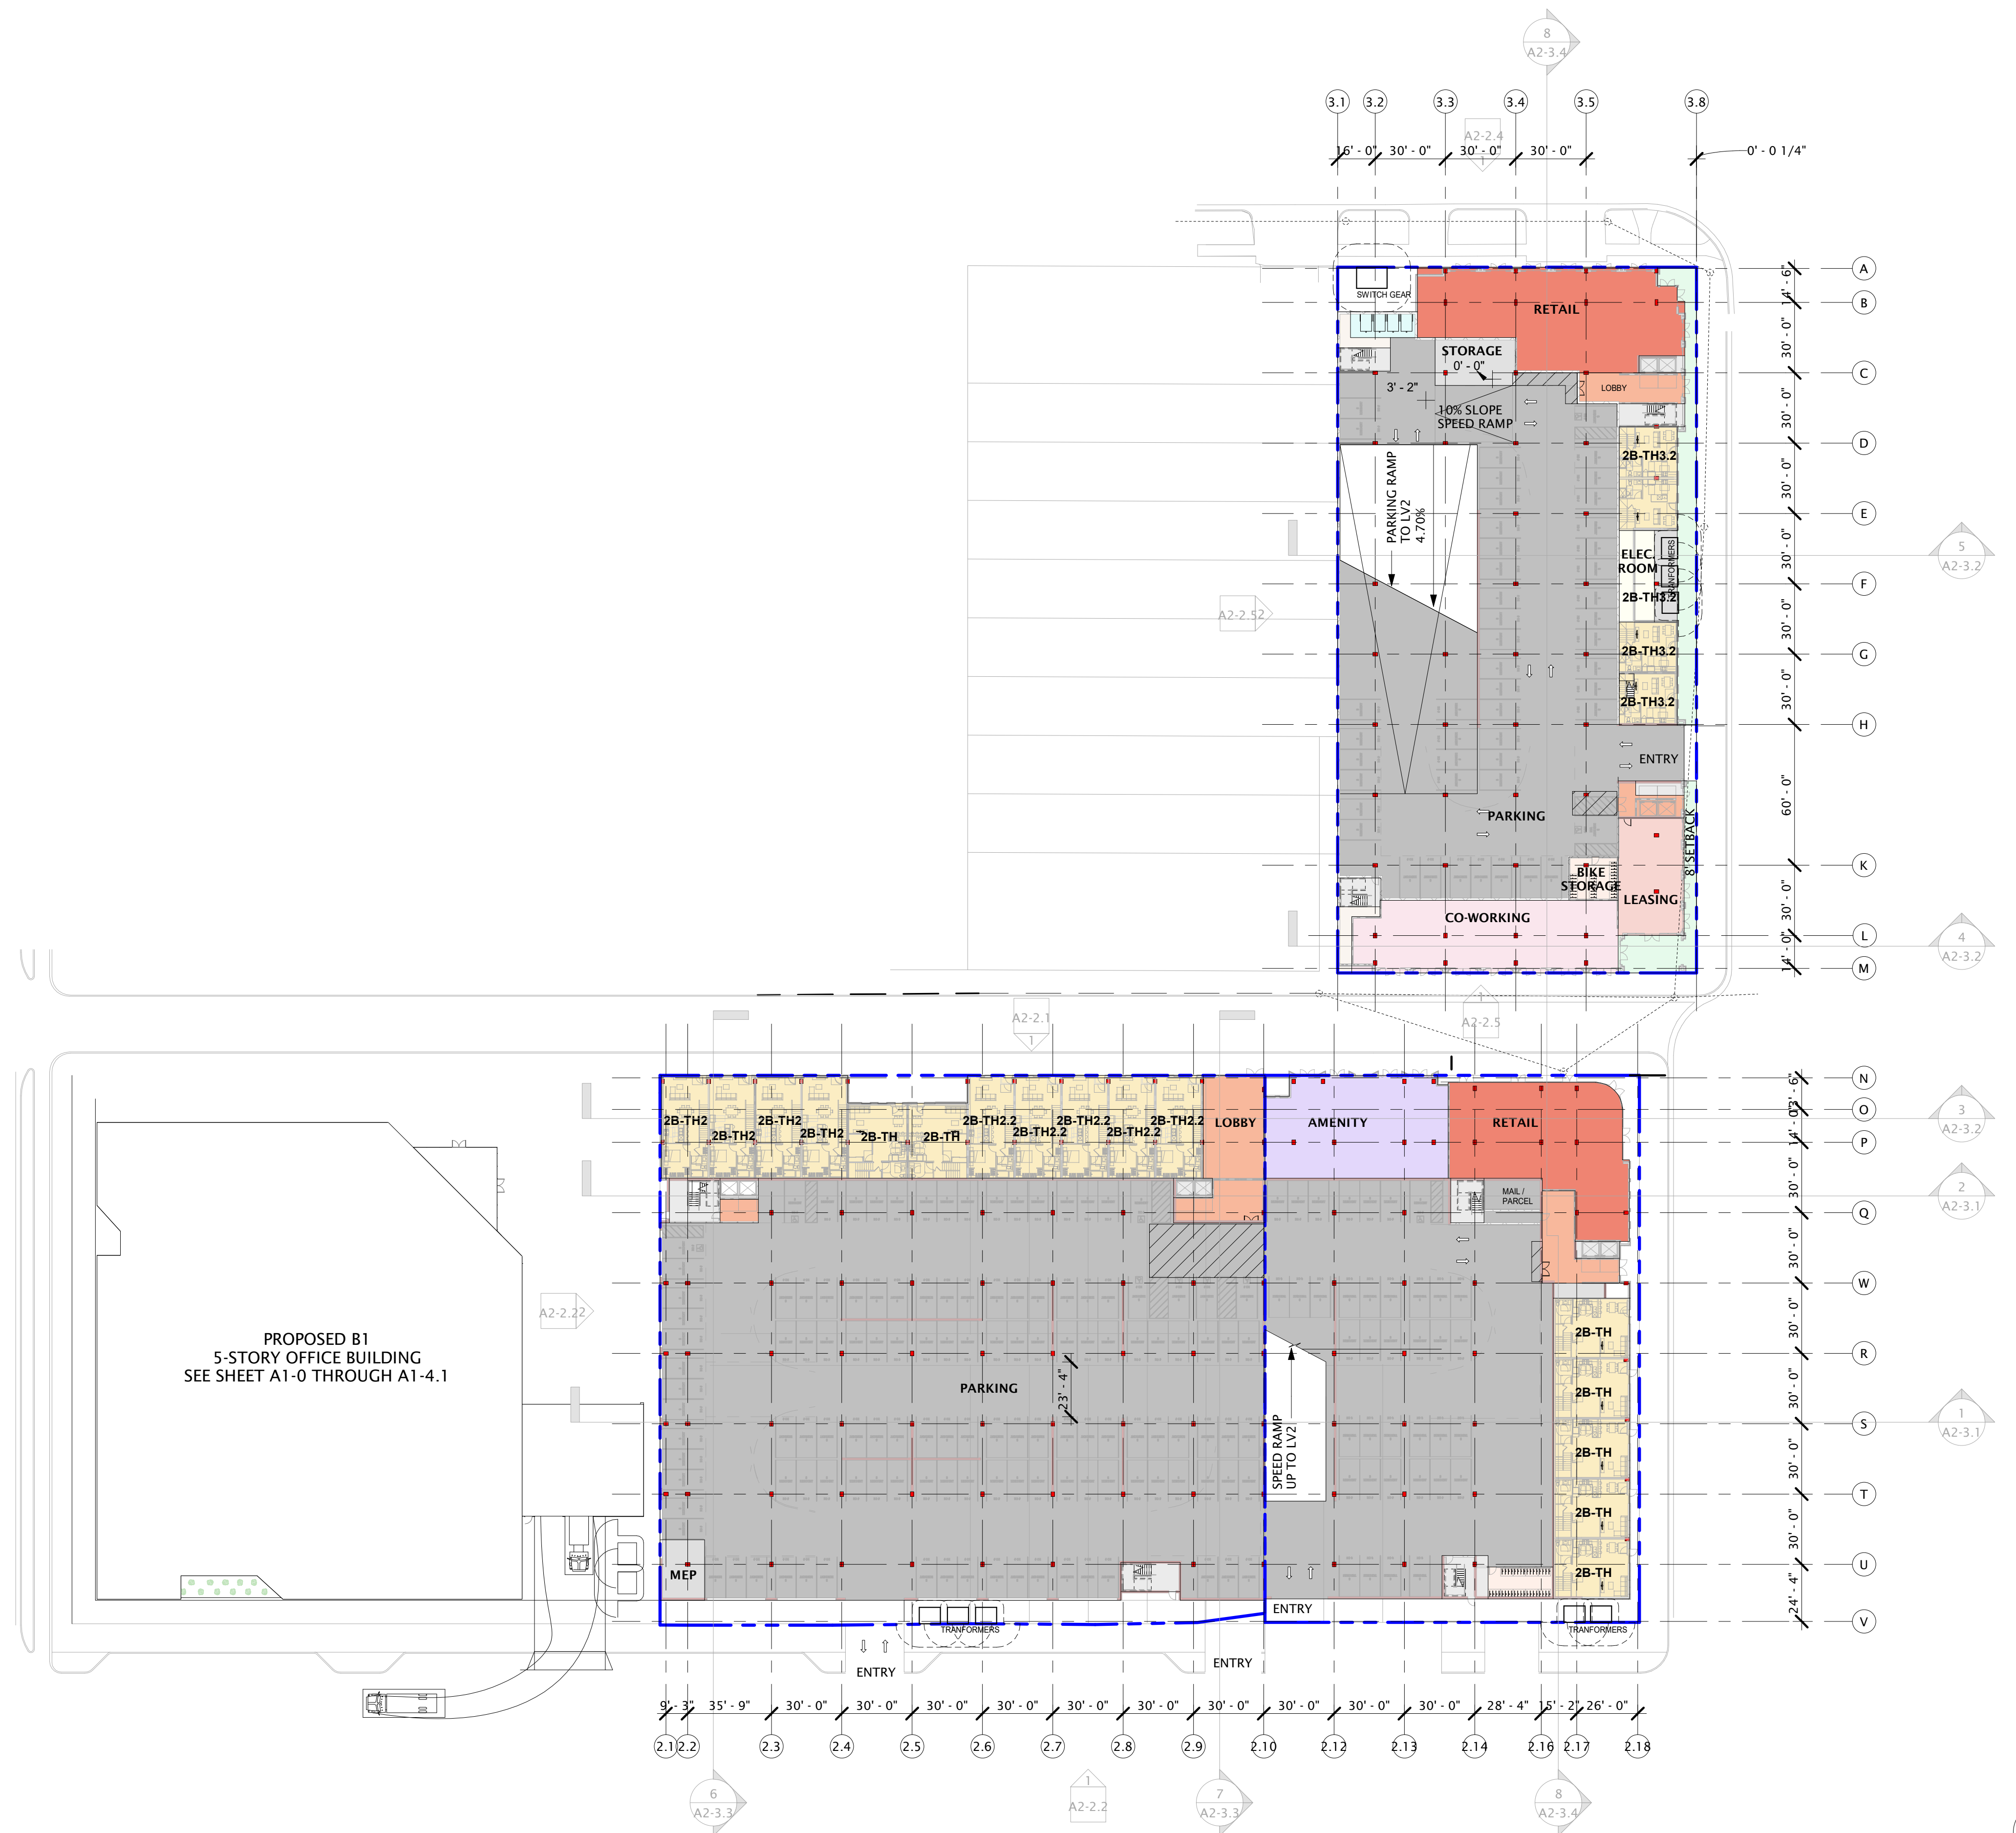 8
A2-3.4
3.1
3.2
3.3
3.4
3.5
3.8
A2-2.4
1
16' - 0"
30' - 0"
30' - 0"
30' - 0"
0' - 0 1/4"
A
14' - 6"
SWITCH GEAR
B
RETAIL
30' - 0"
STORAGE
0' - 0"
C
3' - 2"
LOBBY
10% SLOPE
SPEED RAMP
30' - 0"
D
2B-TH3.2
PARKING RAMP
TO LV2
4.70%
30' - 0"
E
5
A2-3.2
ELEC.
ROOM
TRANFORMERS
30' - 0"
F
2B-TH3.2
A2-2.5
2
30' - 0"
2B-TH3.2
G
30' - 0"
2B-TH3.2
H
ENTRY
60' - 0"
PARKING
8' SETBACK
K
BIKE
STORAGE
LEASING
30' - 0"
CO-WORKING
L
4
A2-3.2
14' - 0"
M
A2-2.1
1
1
A2-2.5
N
13' - 6"
O
3
A2-3.2
2B-TH2
2B-TH2
2B-TH2
2B-TH2
2B-TH
2B-TH
2B-TH2.2
2B-TH2.2
2B-TH2.2
2B-TH2.2
2B-TH2.2
LOBBY
AMENITY
RETAIL
14' - 0"
P
30' - 0"
MAIL /
PARCEL
2
A2-3.1
Q
30' - 0"
W
A2-2.2
2
30' - 0"
2B-TH
PROPOSED B1
5-STORY OFFICE BUILDING
SEE SHEET A1-0 THROUGH A1-4.1
R
PARKING
23' - 4"
2B-TH
30' - 0"
SPEED RAMP
UP TO LV2
S
1
A2-3.1
2B-TH
30' - 0"
T
2B-TH
30' - 0"
U
MEP
2B-TH
24' - 4"
ENTRY
V
TRANFORMERS
TRANFORMERS
ENTRY
ENTRY
9' - 3"
35' - 9"
30' - 0"
30' - 0"
30' - 0"
30' - 0"
30' - 0"
30' - 0"
30' - 0"
30' - 0"
30' - 0"
30' - 0"
28' - 4"
15' - 2"
26' - 0"
2.1
2.2
2.3
2.4
2.5
2.6
2.7
2.8
2.9
2.10
2.12
2.13
2.14
2.16
2.17
2.18
6
A2-3.3
1
A2-2.2
7
A2-3.3
8
A2-3.4